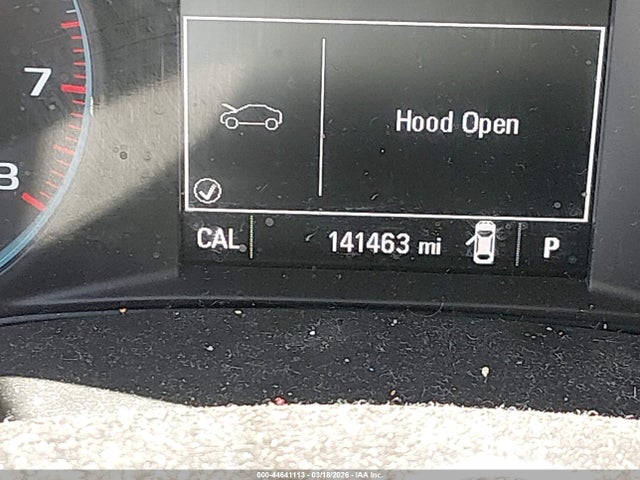 7
8
Hood Open
CAL
141463 mi
P
000-44641113 - 03/18/2026 - IAA Inc.